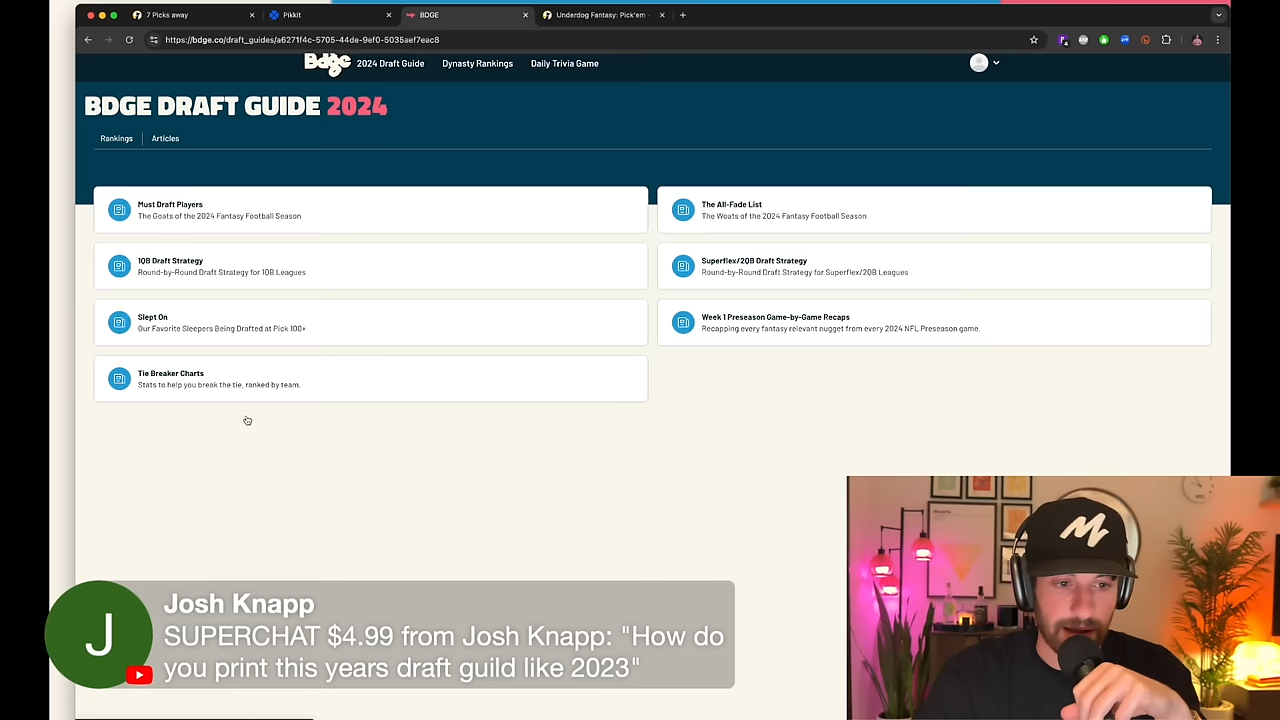 7 Picks away
Pikkit
BDGE
Underdog Fantasy: Pick'em -
https://bdge.co/draft_guides/a6271f4c-5705-44de-9ef0-5035aef7eac8
Bdge
2024 Draft Guide
Dynasty Rankings
Daily Trivia Game
BDGE DRAFT GUIDE 2024
Rankings
Articles
Must Draft Players
The Goats of the 2024 Fantasy Football Season
The All-Fade List
The Woats of the 2024 Fantasy Football Season
1QB Draft Strategy
Round-by-Round Draft Strategy for 1QB Leagues
Superflex/2QB Draft Strategy
Round-by-Round Draft Strategy for Superflex/2QB Leagues
Slept On
Our Favorite Sleepers Being Drafted at Pick 100+
Week 1 Preseason Game-by-Game Recaps
Recapping every fantasy relevant nugget from every 2024 NFL Preseason game.
Tie Breaker Charts
Stats to help you break the tie, ranked by team.
J
Josh Knapp
SUPERCHAT $4.99 from Josh Knapp: "How do
you print this years draft guild like 2023"
M